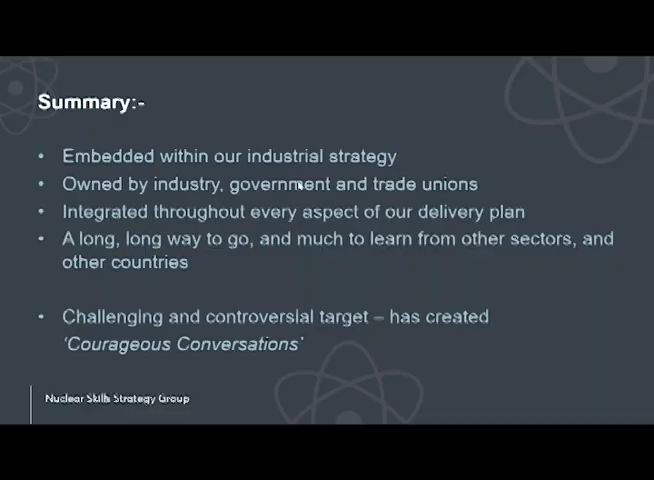 Summary:-
• Embedded within our industrial strategy
• Owned by industry, government and trade unions
• Integrated throughout every aspect of our delivery plan
• A long, long way to go, and much to learn from other sectors, and
other countries
• Challenging and controversial target – has created
‘Courageous Conversations’
Nuclear Skills Strategy Group